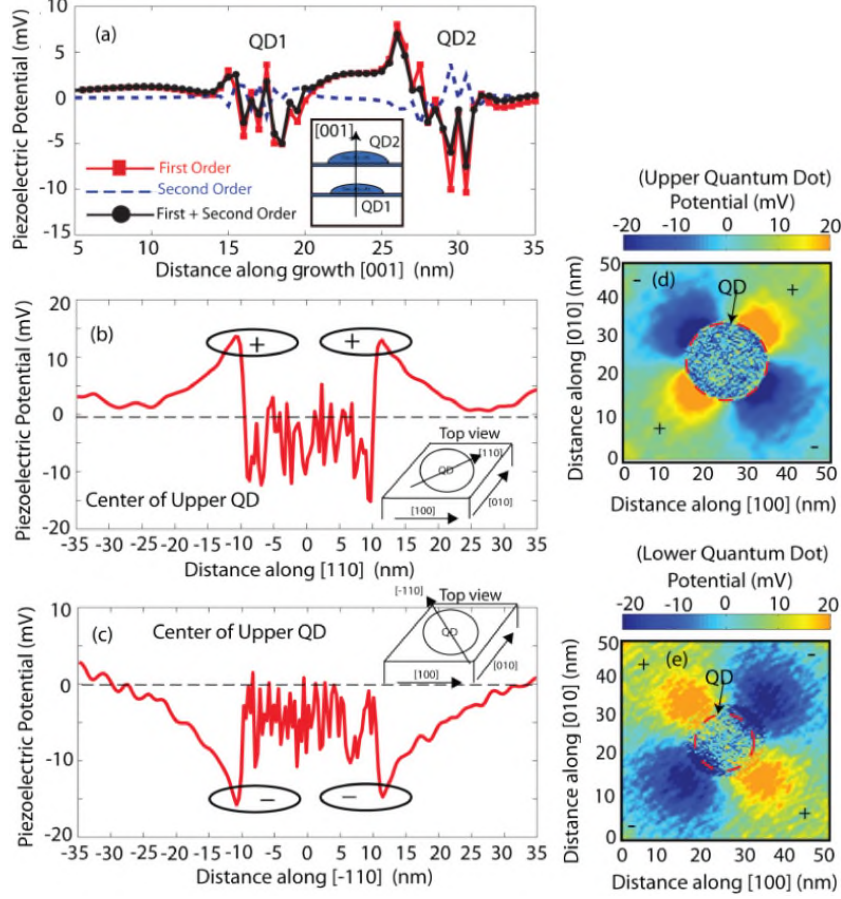 10
5
0
-5
-10
-15
Piezoelectric Potential (mV)
(a)
QD1
QD2
[001]
QD2
QD1
First Order
Second Order
First + Second Order
5 10 15 20 25 30 35
Distance along growth [001] (nm)
20
10
0
-10
-20
Piezoelectric Potential (mV)
(b)
+
+
Center of Upper QD
Top view
[110]
QD
[010]
[100]
-35 -30 -25 -20 -15 -10 -5 0 5 10 15 20 25 30 35
Distance along [110] (nm)
10
0
-10
-20
Piezoelectric Potential (mV)
(c)
Center of Upper QD
[-110]
Top view
QD
[010]
[100]
−
−
-35 -30 -25 -20 -15 -10 -5 0 5 10 15 20 25 30 35
Distance along [-110] (nm)
(Upper Quantum Dot)
Potential (mV)
-20 -10 0 10 20
50
40
30
20
10
0
Distance along [010] (nm)
-
(d)
QD
+
+
-
0 10 20 30 40 50
Distance along [100] (nm)
(Lower Quantum Dot)
Potential (mV)
-20 -10 0 10 20
50
40
30
20
10
0
Distance along [010] (nm)
+
(e)
QD
-
-
+
0 10 20 30 40 50
Distance along [100] (nm)